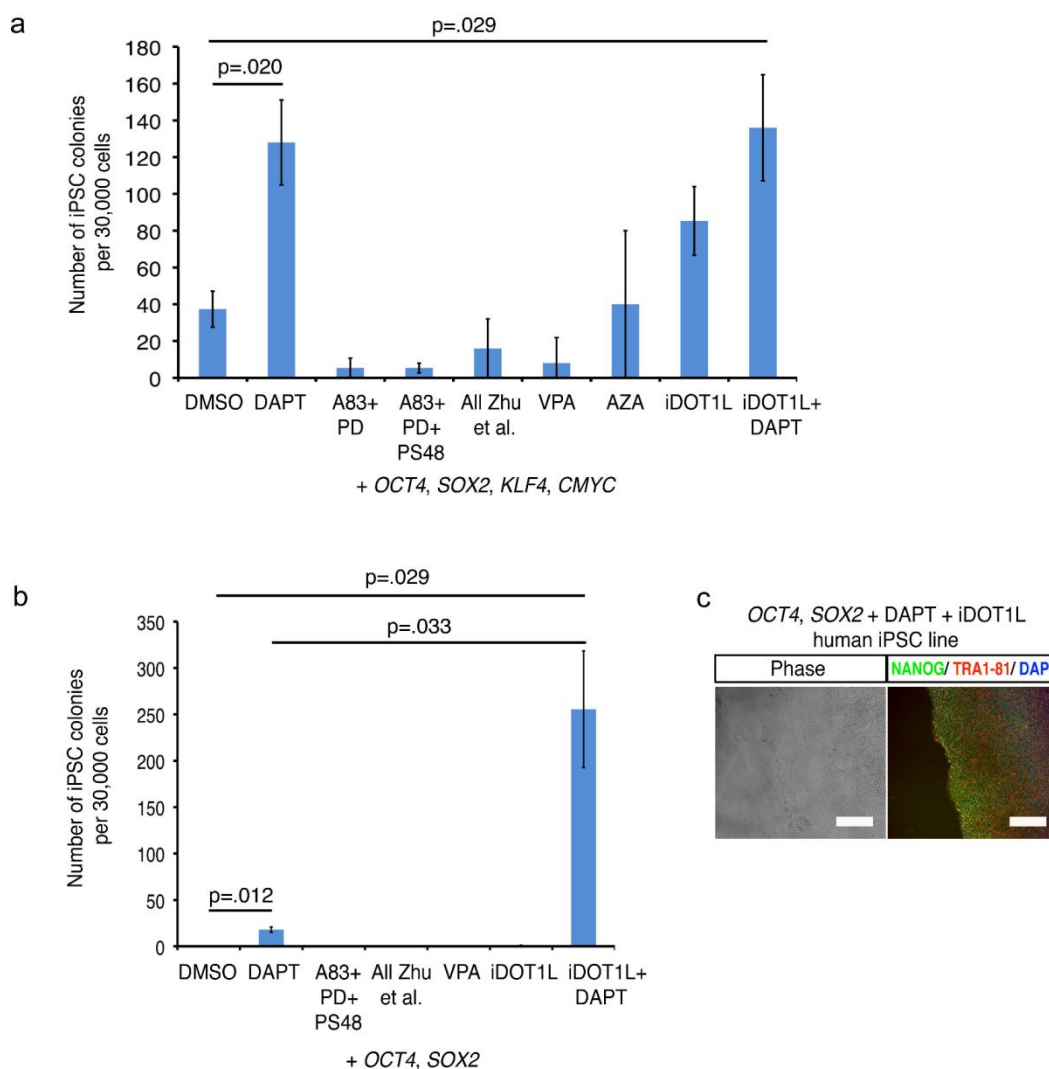 a
p=.029
p=.020
Number of iPSC colonies
per 30,000 cells
180
160
140
120
100
80
60
40
20
0
DMSO
DAPT
A83+
PD
A83+
PD+
PS48
All Zhu
et al.
VPA
AZA
iDOT1L
iDOT1L+
DAPT
+ OCT4, SOX2, KLF4, CMYC
b
p=.029
p=.033
p=.012
Number of iPSC colonies
per 30,000 cells
350
300
250
200
150
100
50
0
DMSO
DAPT
A83+
PD+
PS48
All Zhu
et al.
VPA
iDOT1L
iDOT1L+
DAPT
+ OCT4, SOX2
c
OCT4, SOX2 + DAPT + iDOT1L
human iPSC line
Phase
NANOG/ TRA1-81/ DAP